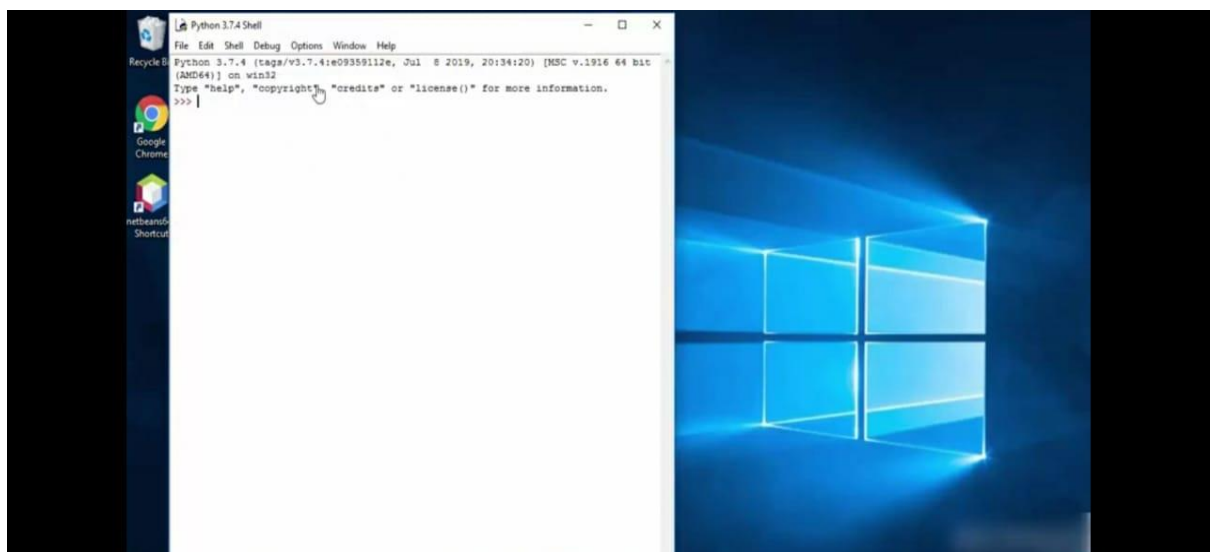 Python 3.7.4 Shell
File Edit Shell Debug Options Window Help
Python 3.7.4 (tags/v3.7.4:e09359112e, Jul 8 2019, 20:34:20) [MSC v.1916 64 bit
(AMD64)] on win32
Type "help", "copyright", "credits" or "license()" for more information.
>>>
Recycle Bi
Google
Chrome
netbeans6
Shortcut